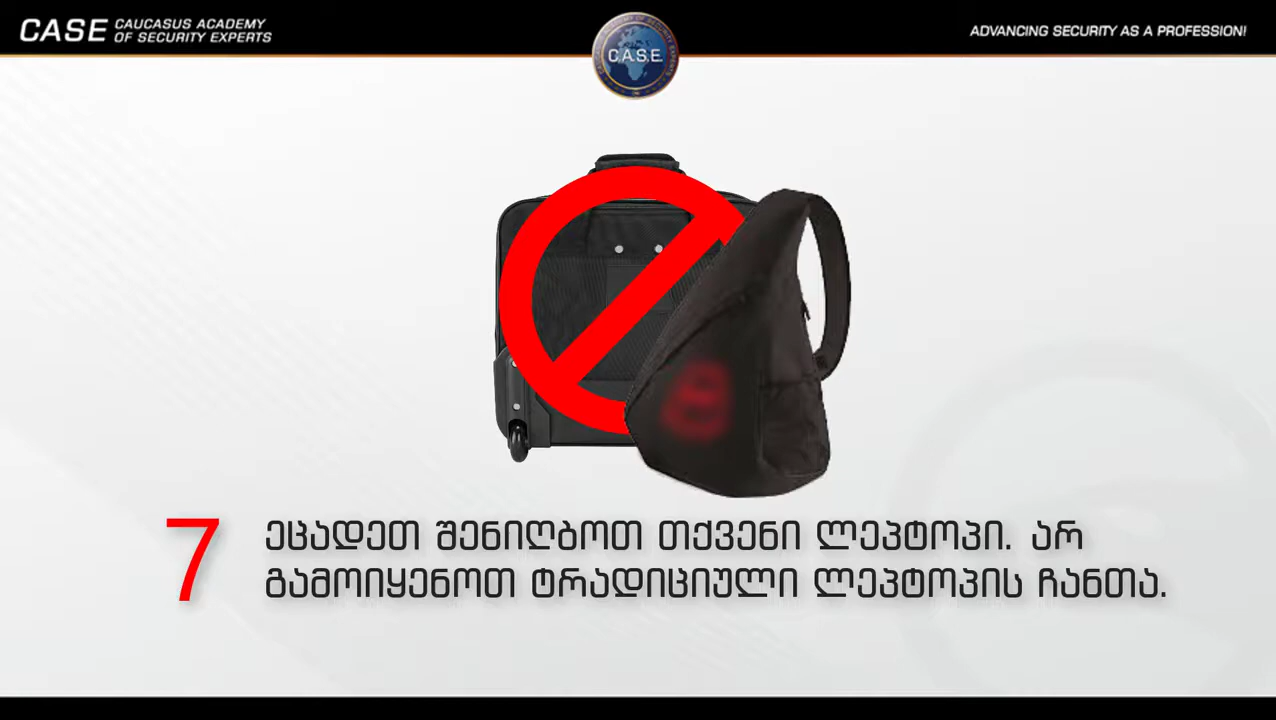 CASE CAUCASUS ACADEMY
OF SECURITY EXPERTS
C.A.S.E.
ADVANCING SECURITY AS A PROFESSION!
7 ეცადეთ შენიღბოთ თქვენი ლეპტოპი. არ
გამოიყენოთ ტრადიციული ლეპტოპის ჩანთა.